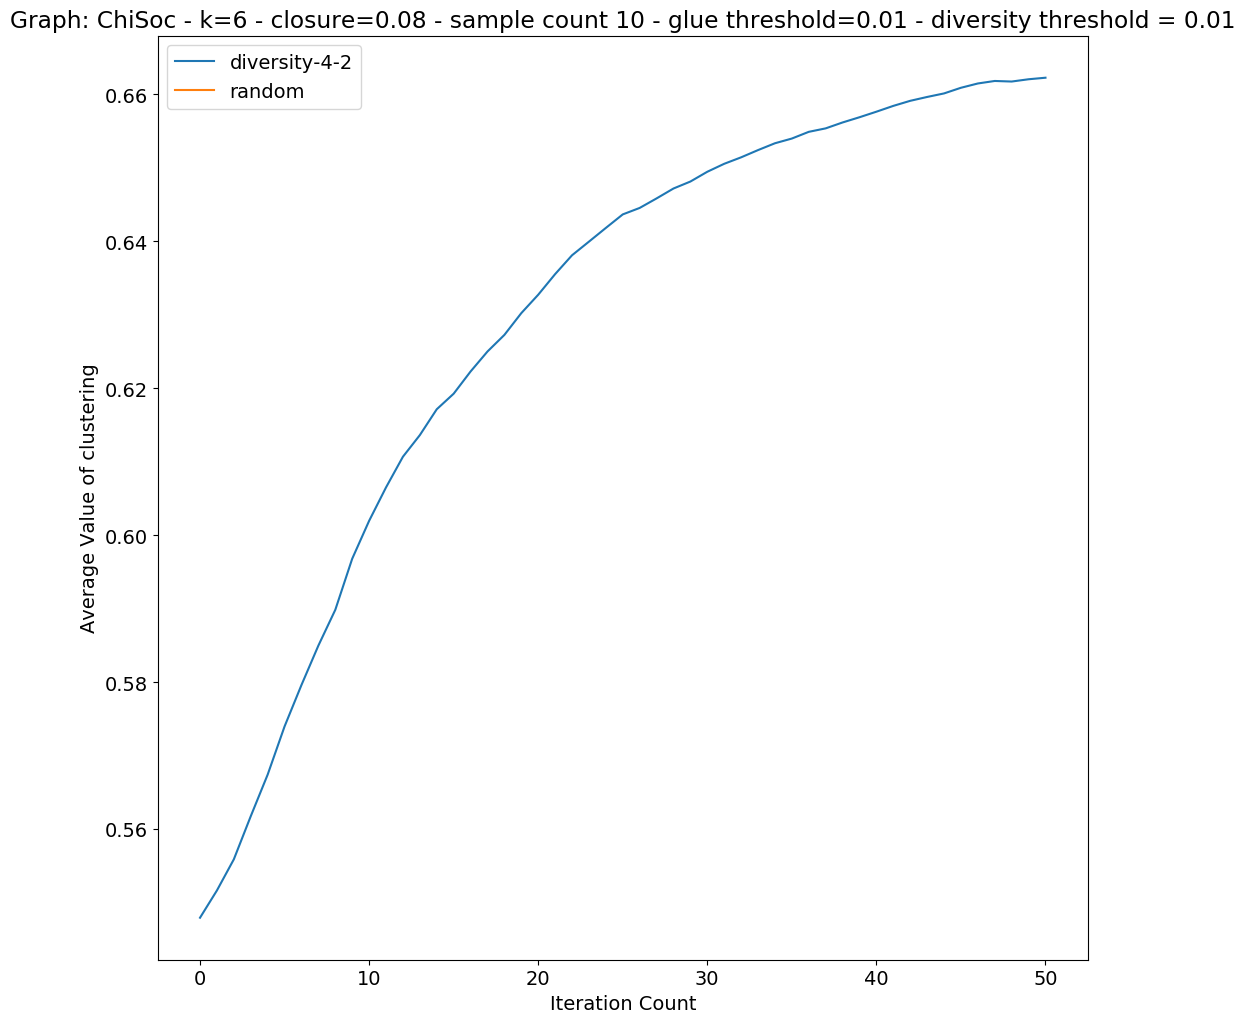 Graph: ChiSoc - k=6 - closure=0.08 - sample count 10 - glue threshold=0.01 - diversity threshold = 0.01
diversity-4-2
random
0.66
0.64
0.62
0.60
0.58
0.56
Average Value of clustering
0 10 20 30 40 50
Iteration Count